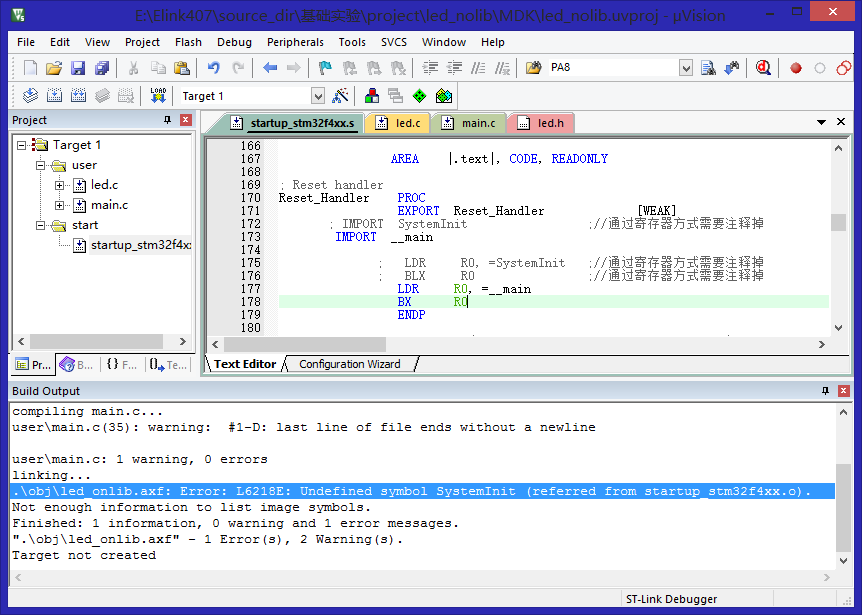 E:\Elink407\source_dir\基础实验\project\led_nolib\MDK\led_nolib.uvproj - µVision
File Edit View Project Flash Debug Peripherals Tools SVCS Window Help
PA8
LOAD
Target 1
Project
startup_stm32f4xx.s led.c main.c led.h
Target 1
user
led.c
main.c
start
startup_stm32f4x
166
167 AREA |.text|, CODE, READONLY
168
169 ; Reset handler
170 Reset_Handler PROC
171 EXPORT Reset_Handler [WEAK]
172 ; IMPORT SystemInit ;//通过寄存器方式需要注释掉
173 IMPORT __main
174
175 ; LDR R0, =SystemInit ;//通过寄存器方式需要注释掉
176 ; BLX R0 ;//通过寄存器方式需要注释掉
177 LDR R0, =__main
178 BX R0
179 ENDP
180
Pr... B... {} F... Te...
Text Editor Configuration Wizard
Build Output
compiling main.c...
user\main.c(35): warning:  #1-D: last line of file ends without a newline
user\main.c: 1 warning, 0 errors
linking...
.\obj\led_onlib.axf: Error: L6218E: Undefined symbol SystemInit (referred from startup_stm32f4xx.o).
Not enough information to list image symbols.
Finished: 1 information, 0 warning and 1 error messages.
".\obj\led_onlib.axf" - 1 Error(s), 2 Warning(s).
Target not created
ST-Link Debugger